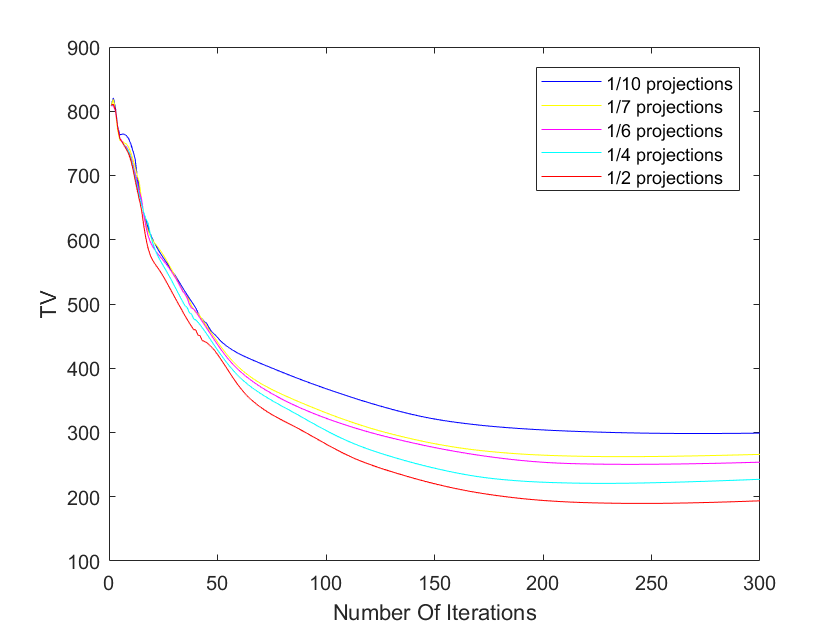 900
800
700
600
500
400
300
200
100
TV
0
50
100
150
200
250
300
Number Of Iterations
1/10 projections
1/7 projections
1/6 projections
1/4 projections
1/2 projections